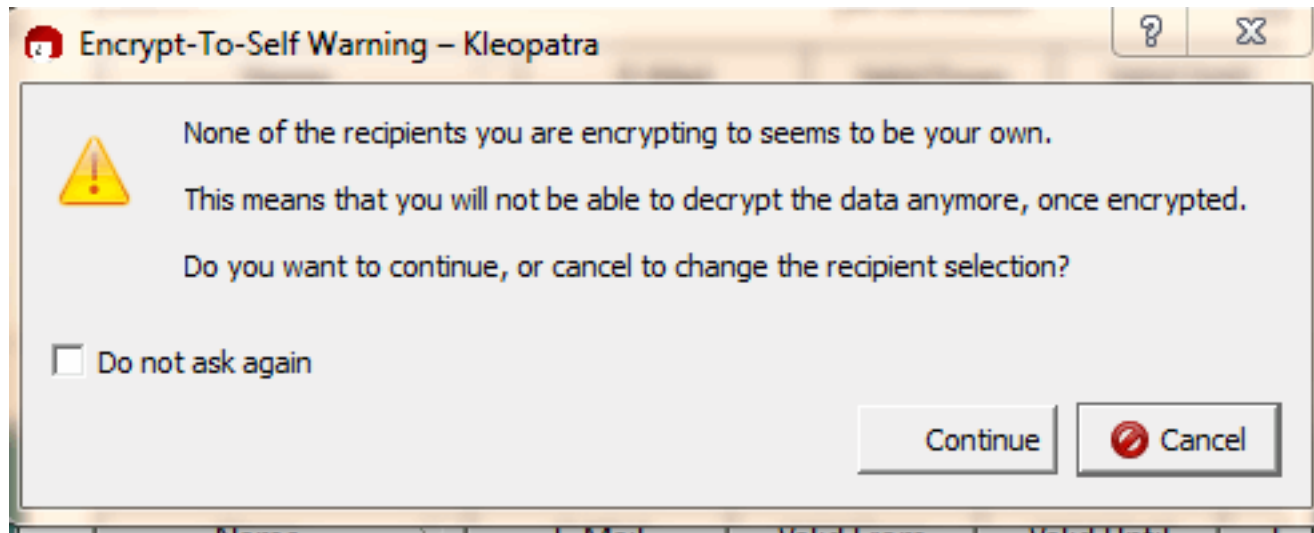 Encrypt-To-Self Warning – Kleopatra
None of the recipients you are encrypting to seems to be your own.
This means that you will not be able to decrypt the data anymore, once encrypted.
Do you want to continue, or cancel to change the recipient selection?
Do not ask again
Continue
Cancel